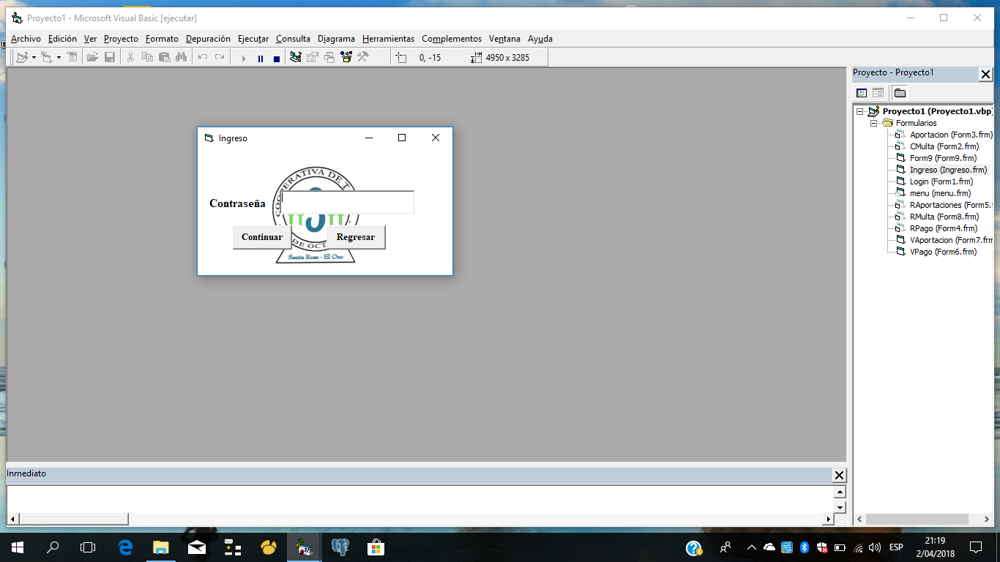 Proyecto1 - Microsoft Visual Basic [ejecutar]
Archivo Edición Ver Proyecto Formato Depuración Ejecutar Consulta Diagrama Herramientas Complementos Ventana Ayuda
0, -15 4950 x 3285
Proyecto - Proyecto1
Proyecto1 (Proyecto1.vbp)
Formularios
Aportacion (Form3.frm)
CMulta (Form2.frm)
Form9 (Form9.frm)
Ingreso (Ingreso.frm)
Login (Form1.frm)
menu (menu.frm)
RAportaciones (Form5.
RMulta (Form8.frm)
RPago (Form4.frm)
VAportacion (Form7.frm
VPago (Form6.frm)
Ingreso
COOPERATIVA DE T
Contraseña
Continuar Regresar
DE OCT
Santa Rosa - El Oro
Inmediato
ESP
21:19
2/04/2018